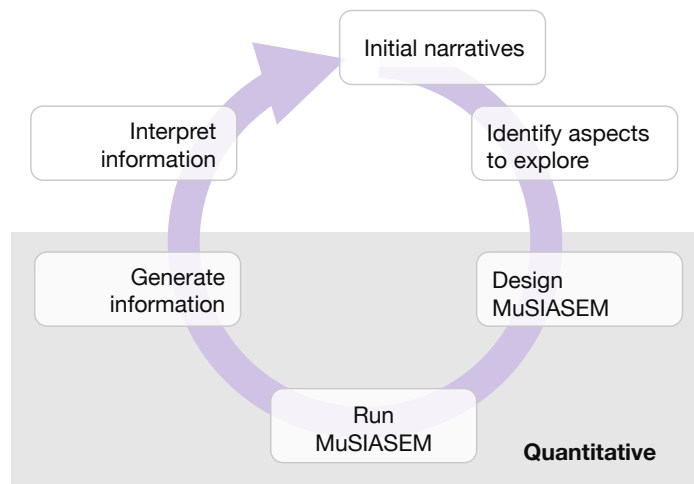 Initial narratives
Identify aspects
to explore
Design
MuSIASEM
Run
MuSIASEM
Generate
information
Interpret
information
Quantitative